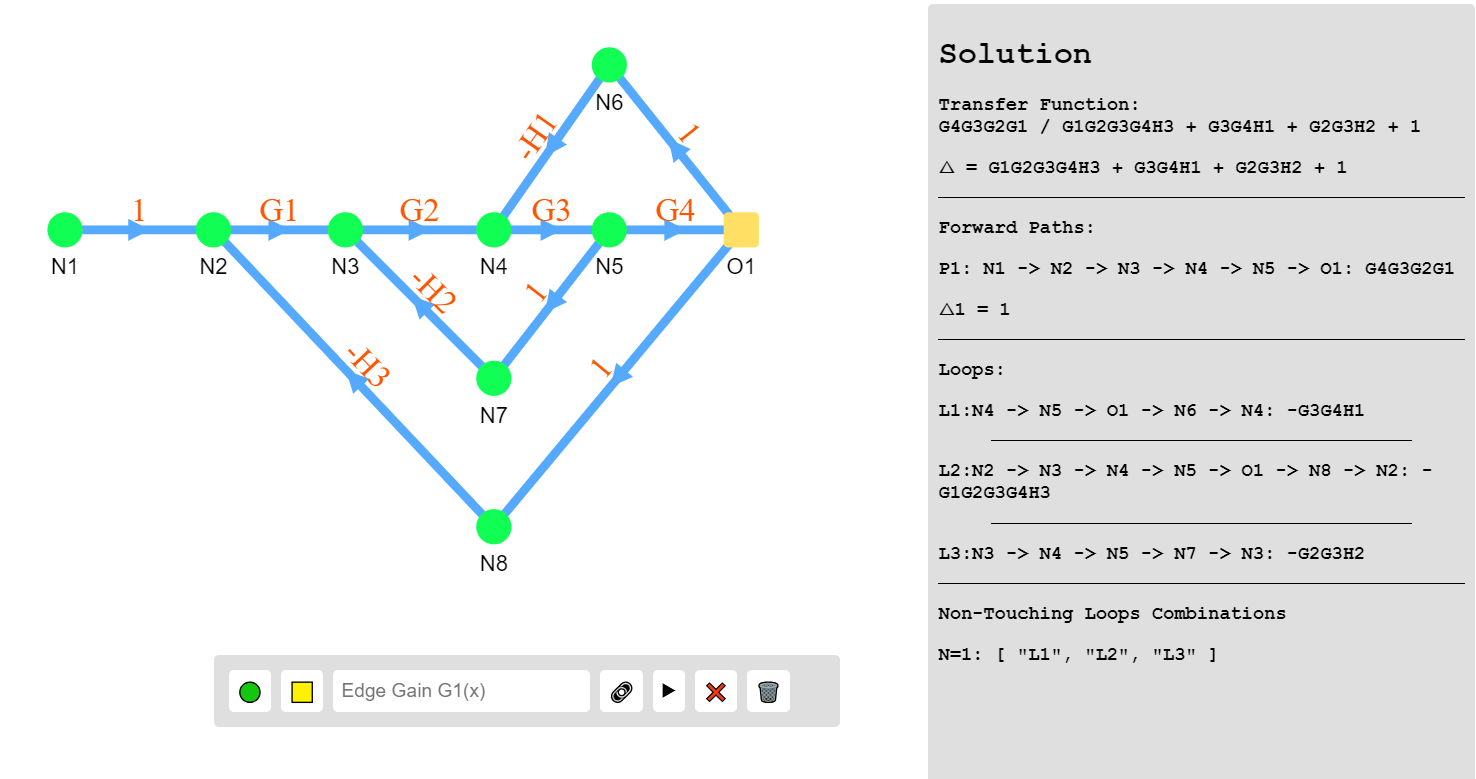 N6
-H1
1
1
G1
G2
G3
G4
N1
N2
N3
N4
N5
O1
-H2
1
-H3
1
N7
N8
Edge Gain G1(x)
Solution
Transfer Function:
G4G3G2G1 / G1G2G3G4H3 + G3G4H1 + G2G3H2 + 1
△ = G1G2G3G4H3 + G3G4H1 + G2G3H2 + 1
Forward Paths:
P1: N1 -> N2 -> N3 -> N4 -> N5 -> O1: G4G3G2G1
△1 = 1
Loops:
L1:N4 -> N5 -> O1 -> N6 -> N4: -G3G4H1
L2:N2 -> N3 -> N4 -> N5 -> O1 -> N8 -> N2: -
G1G2G3G4H3
L3:N3 -> N4 -> N5 -> N7 -> N3: -G2G3H2
Non-Touching Loops Combinations
N=1: [ "L1", "L2", "L3" ]